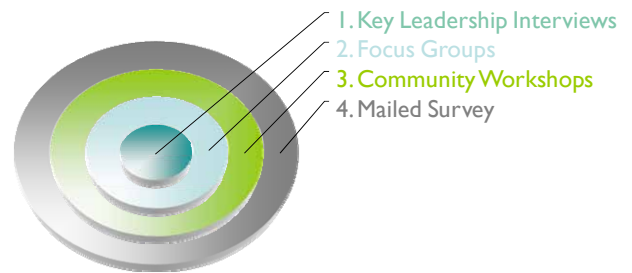 1. Key Leadership Interviews
2. Focus Groups
3. Community Workshops
4. Mailed Survey